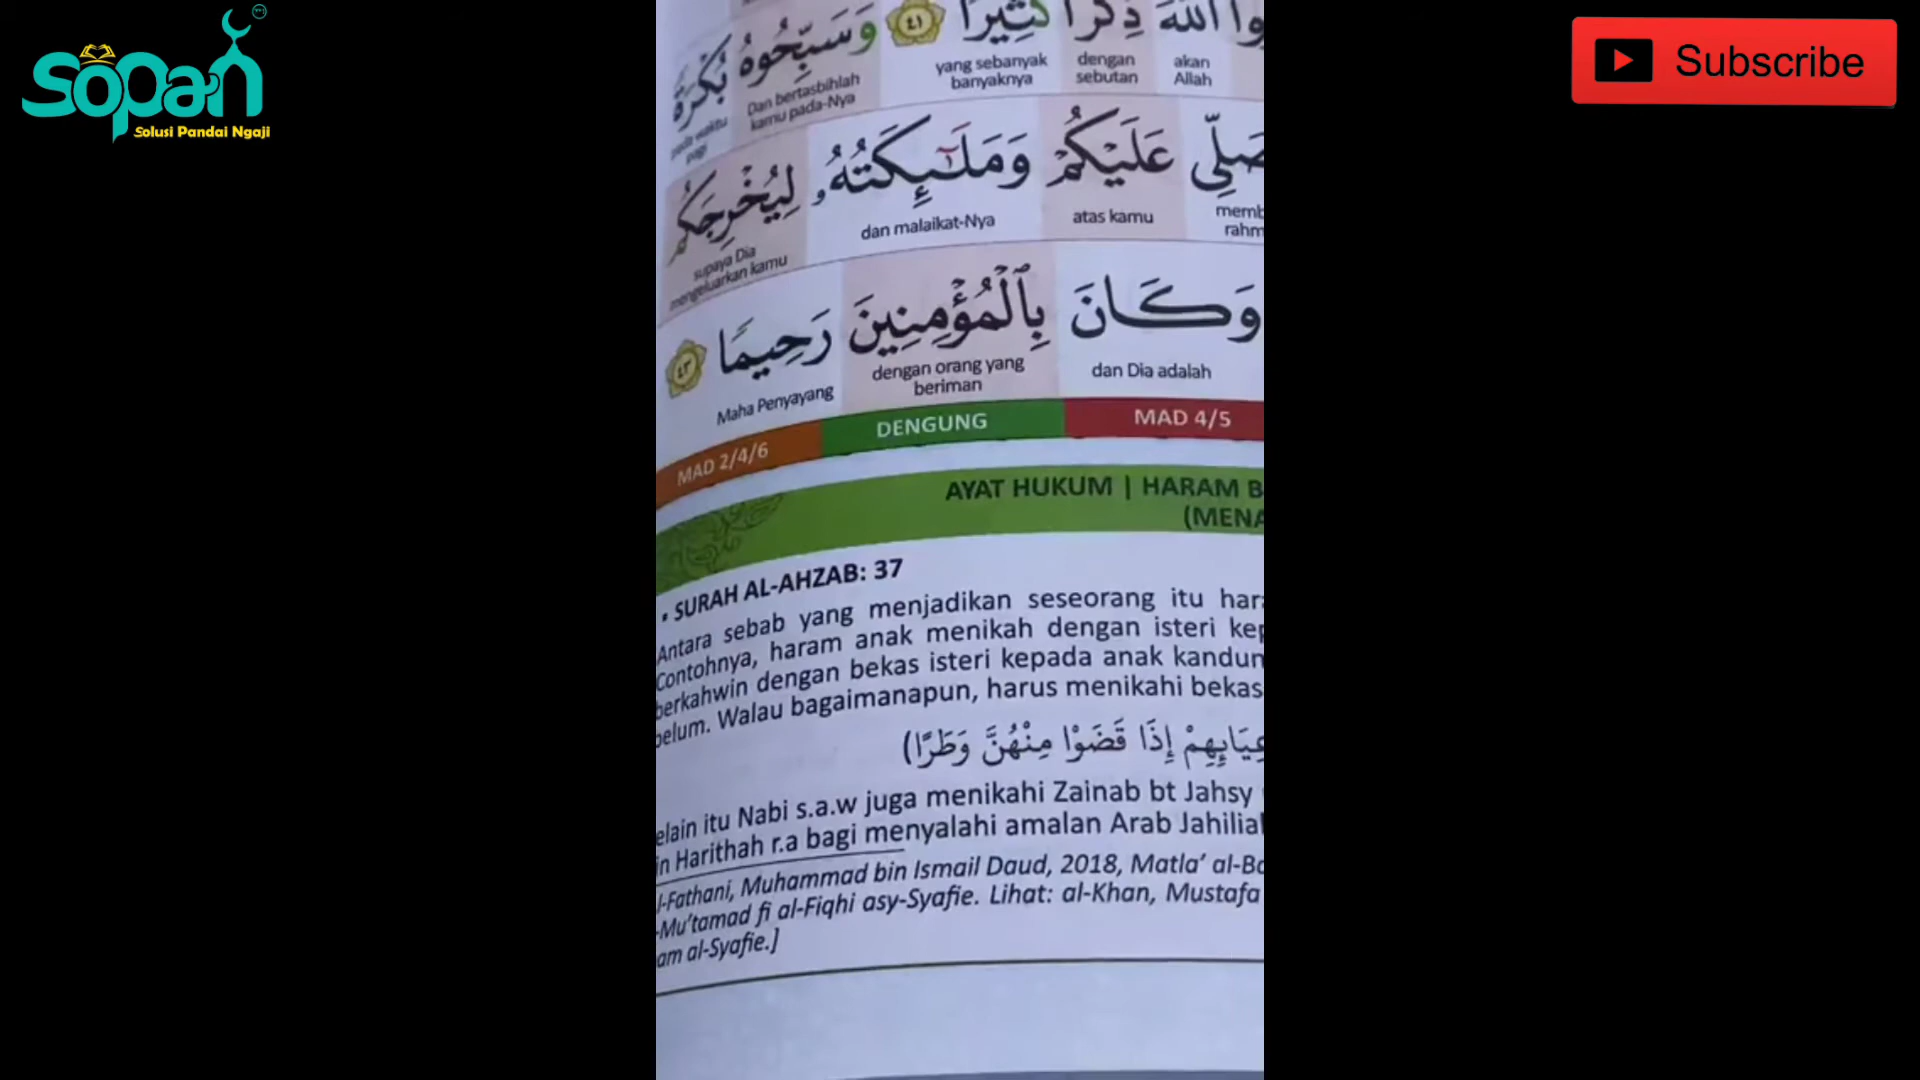 sopan
Solusi Pandai Ngaji
Subscribe
اللَّهَ ذِكْرًا كَثِيرًا ٤١ وَسَبِّحُوهُ بُكْرَةً
akan Allah
dengan sebutan
yang sebanyak banyaknya
Dan bertasbihlah kamu pada-Nya
pada waktu pagi
عَلَيْكُمْ وَمَلَٰٓئِكَتُهُۥ لِيُخْرِجَكُم
atas kamu
dan malaikat-Nya
supaya Dia mengeluarkan kamu
وَكَانَ بِٱلْمُؤْمِنِينَ رَحِيمًا ٤٣
dan Dia adalah
dengan orang yang beriman
Maha Penyayang
MAD 2/4/6 DENGUNG MAD 4/5
AYAT HUKUM | HARAM
• SURAH AL-AHZAB: 37
Antara sebab yang menjadikan seseorang itu
Contohnya, haram anak menikah dengan isteri
berkahwin dengan bekas isteri kepada anak
belum. Walau bagaimanapun, harus menikahi bekas
إِذَا قَضَوْا مِنْهُنَّ وَطَرًا)
itu Nabi s.a.w juga menikahi Zainab bt Jahsy
Harithah r.a bagi menyalahi amalan Arab
al-Fathani, Muhammad bin Ismail Daud, 2018, Matla'
al-Mu'tamad fi al-Fiqhi asy-Syafie. Lihat: al-Khan, Mustafa
al-Syafie.]